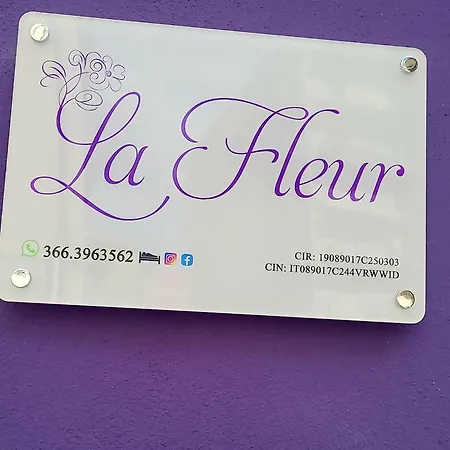 La Fleur
366.3963562
CIR: 19089017C250303
CIN: IT089017C244VRWWID